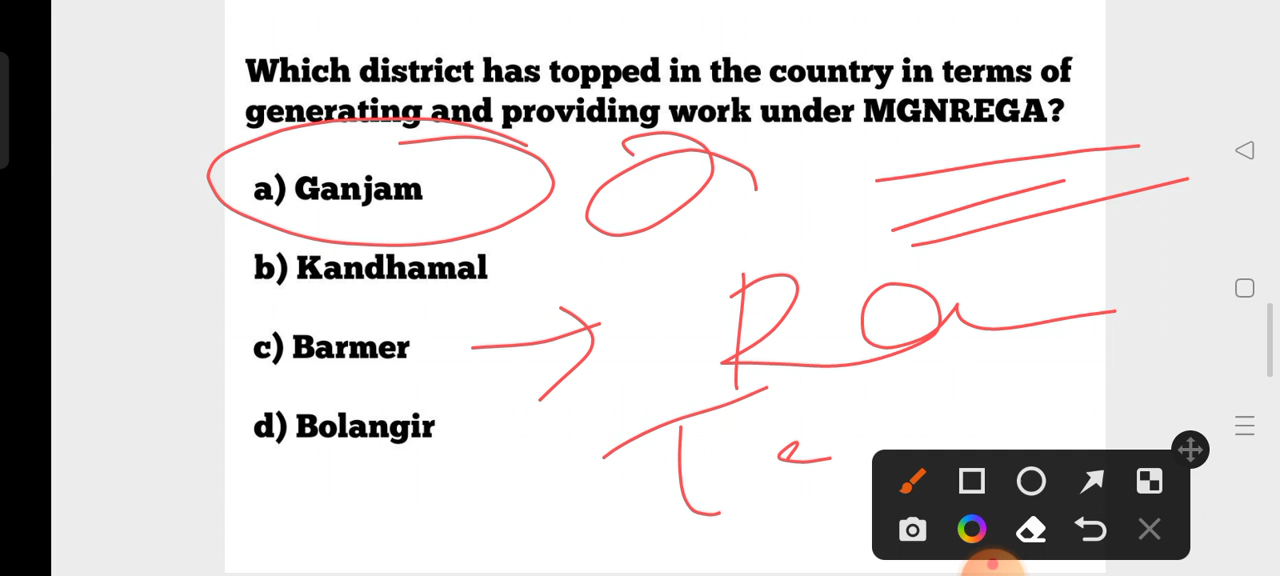 Which district has topped in the country in terms of
generating and providing work under MGNREGA?
a) Ganjam
b) Kandhamal
c) Barmer
d) Bolangir